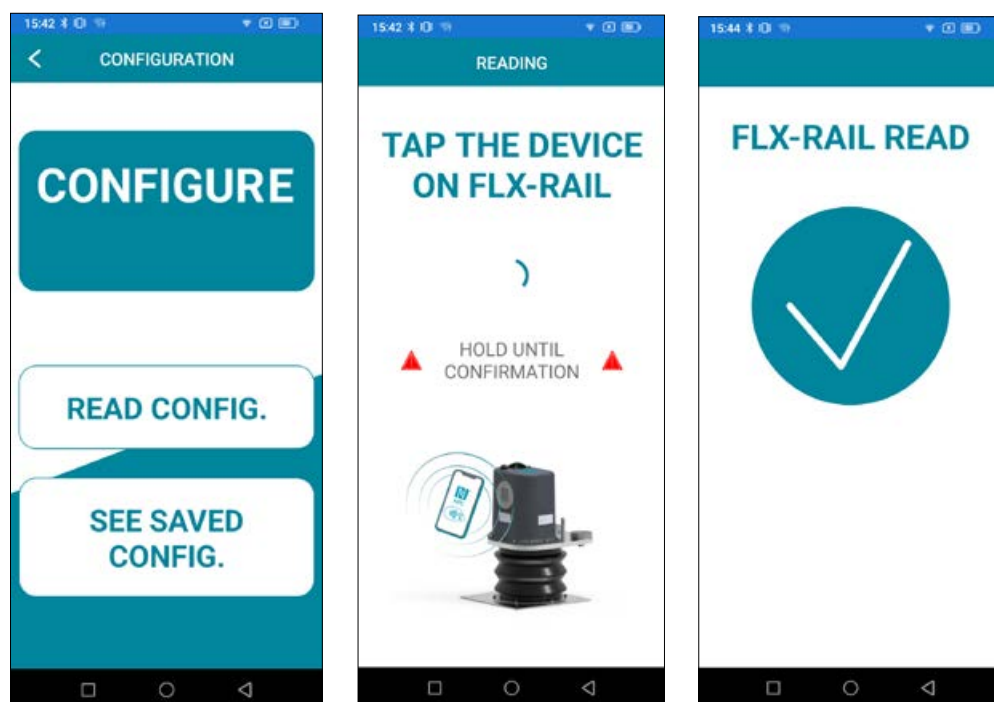 15:42
CONFIGURATION
CONFIGURE
READ CONFIG.
SEE SAVED
CONFIG.
15:42
READING
TAP THE DEVICE
ON FLX-RAIL
HOLD UNTIL
CONFIRMATION
15:44
FLX-RAIL READ